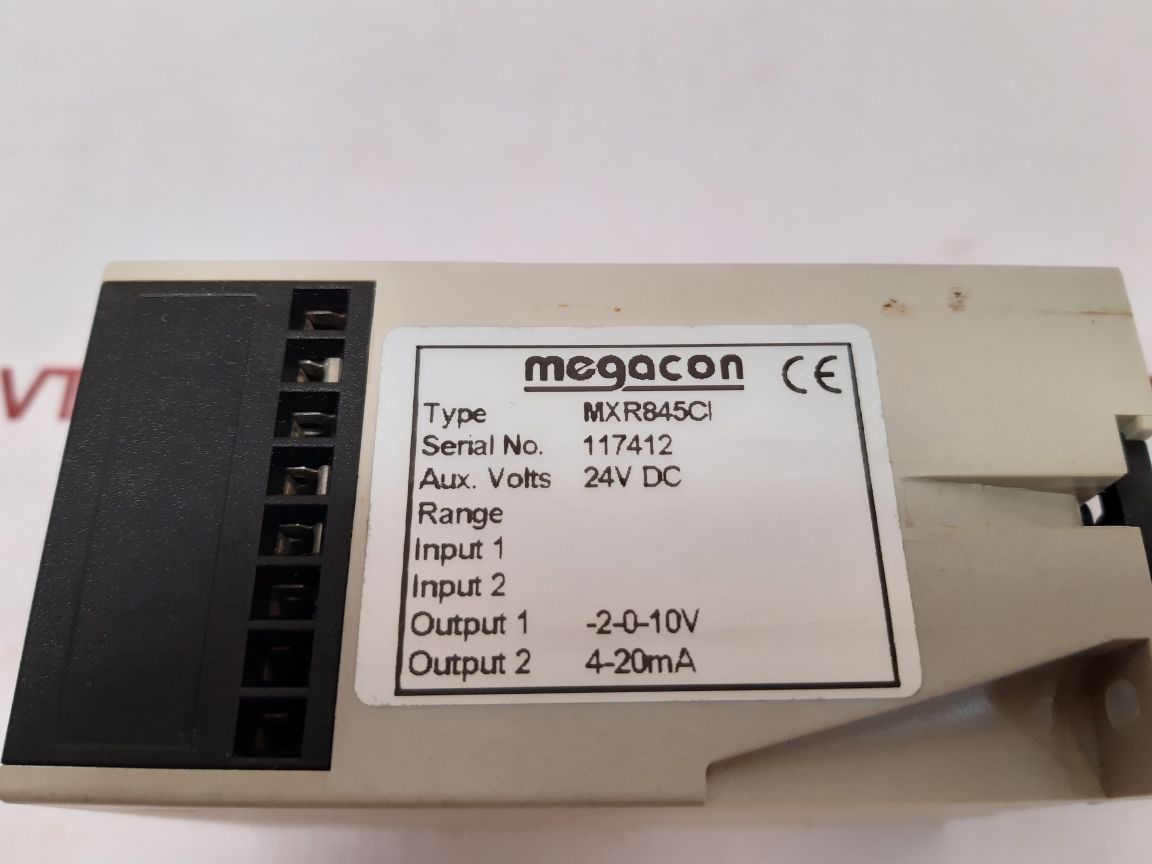 megacon CE
Type MXR845CI
Serial No. 117412
Aux. Volts 24V DC
Range
Input 1
Input 2
Output 1 -2-0-10V
Output 2 4-20mA
VT